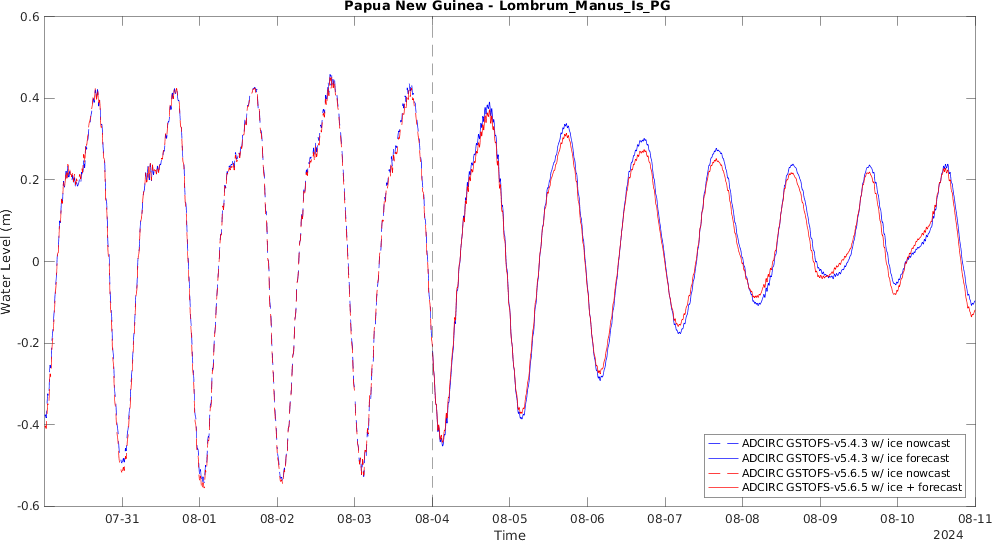 Papua New Guinea - Lombrum_Manus_Is_PG
0.6
0.4
0.2
0
-0.2
-0.4
-0.6
Water Level (m)
07-31
08-01
08-02
08-03
08-04
08-05
08-06
08-07
08-08
08-09
08-10
08-11
Time
2024
ADCIRC GSTOFS-v5.4.3 w/ ice nowcast
ADCIRC GSTOFS-v5.4.3 w/ ice forecast
ADCIRC GSTOFS-v5.6.5 w/ ice nowcast
ADCIRC GSTOFS-v5.6.5 w/ ice + forecast